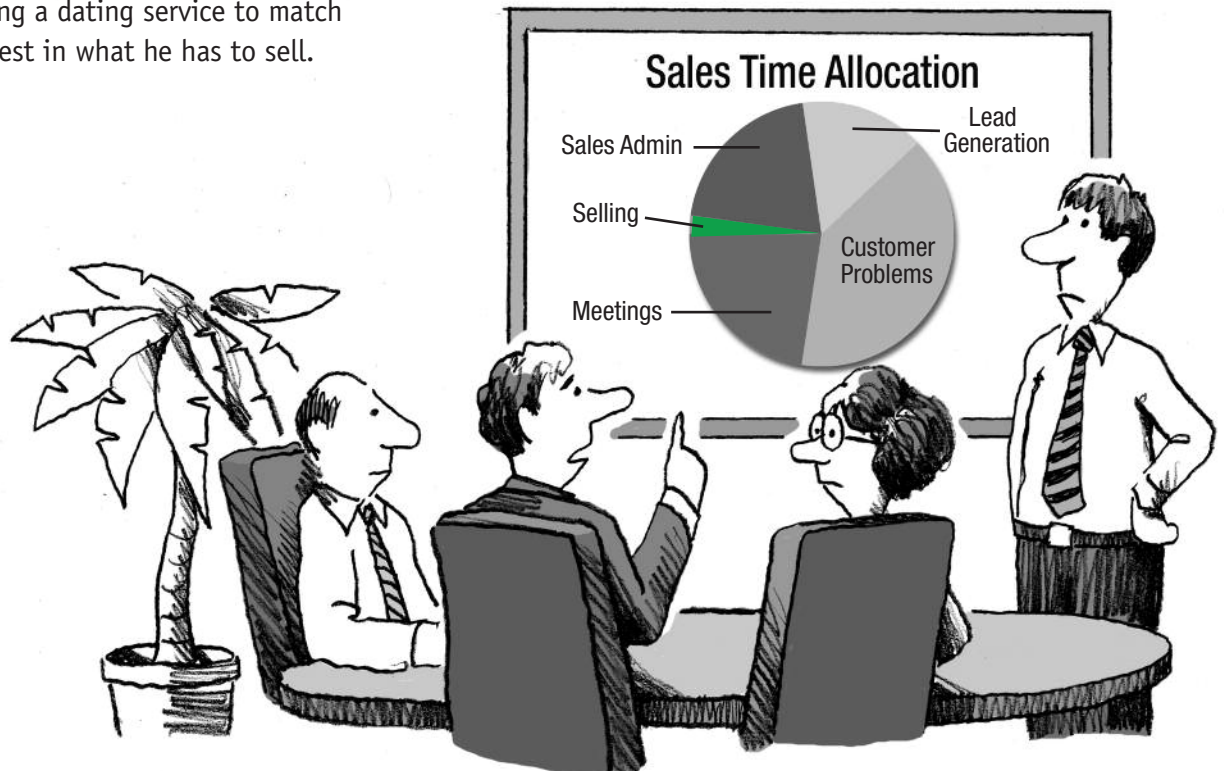 ng a dating service to match
est in what he has to sell.
Sales Time Allocation
Lead
Generation
Sales Admin
Selling
Customer
Problems
Meetings